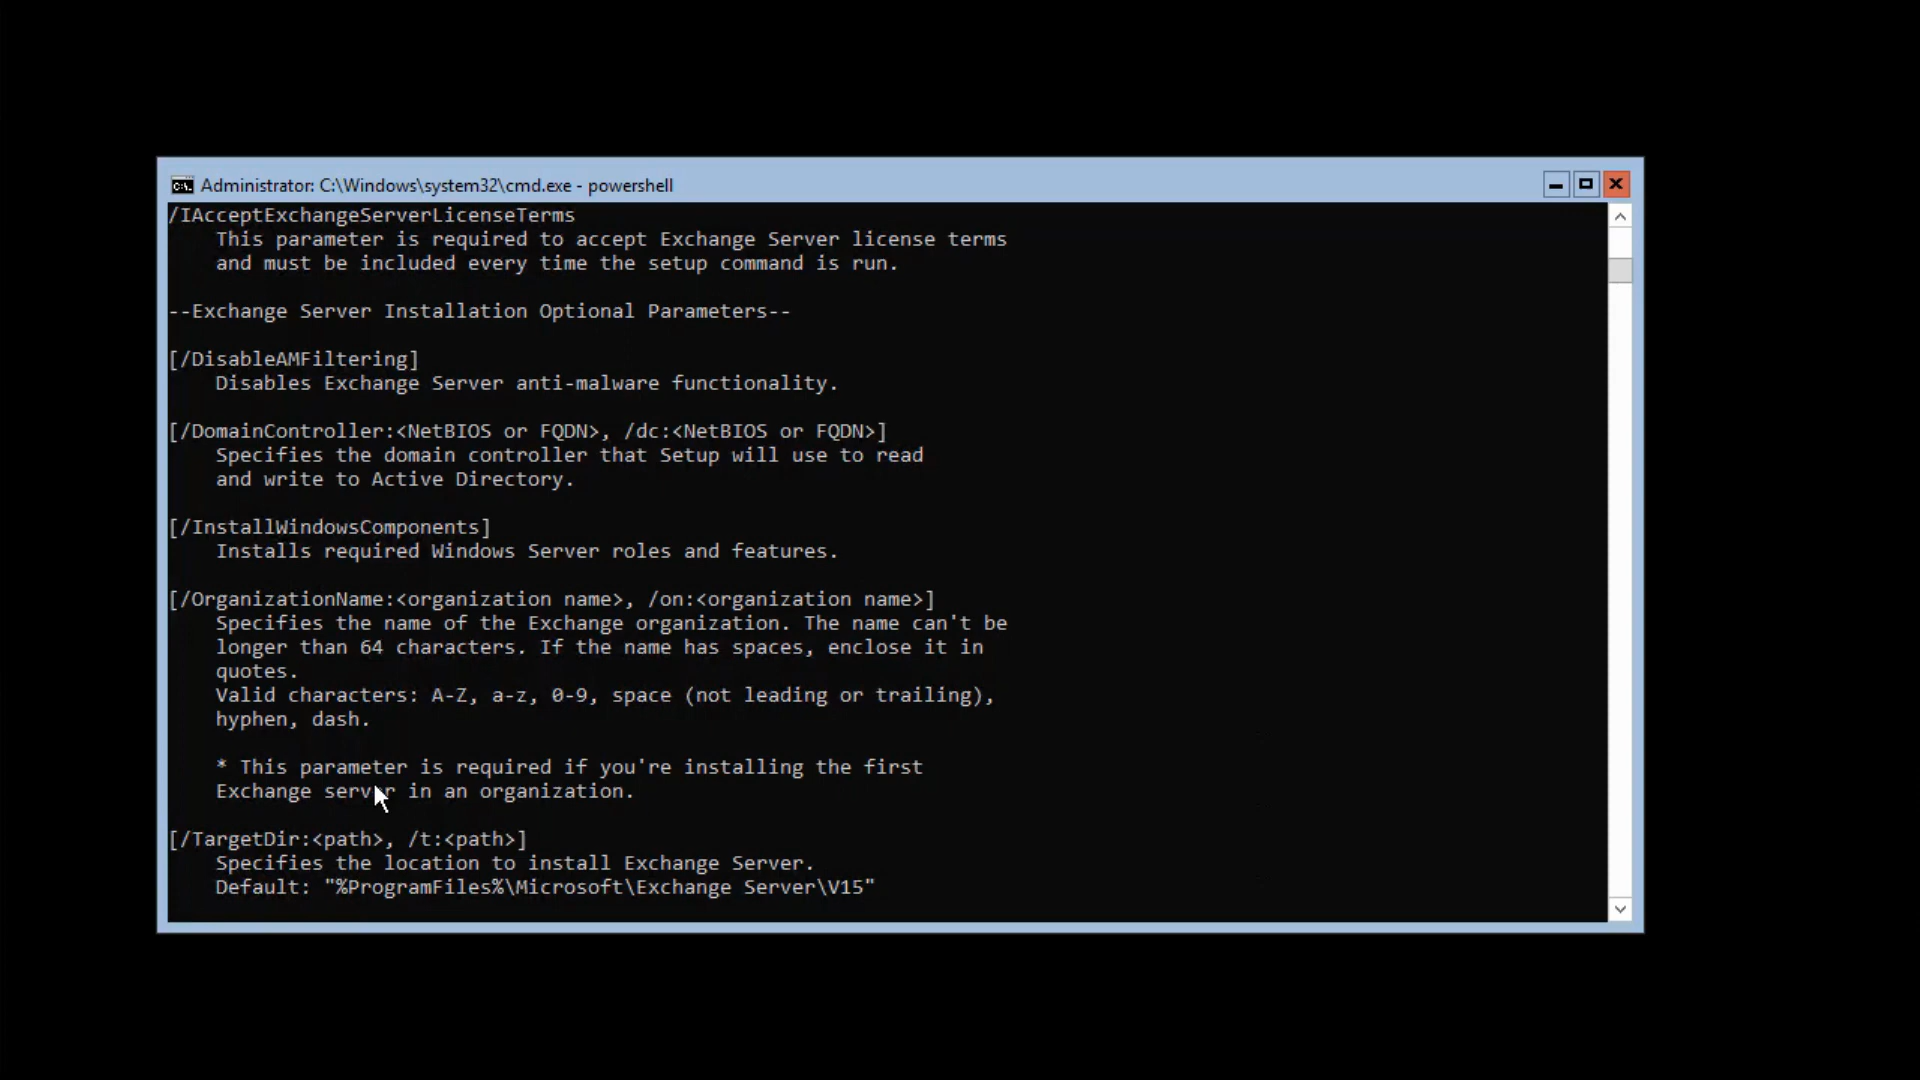 Administrator: C:\Windows\system32\cmd.exe - powershell
/IAcceptExchangeServerLicenseTerms
This parameter is required to accept Exchange Server license terms
and must be included every time the setup command is run.
--Exchange Server Installation Optional Parameters--
[/DisableAMFiltering]
Disables Exchange Server anti-malware functionality.
[/DomainController:<NetBIOS or FQDN>, /dc:<NetBIOS or FQDN>]
Specifies the domain controller that Setup will use to read
and write to Active Directory.
[/InstallWindowsComponents]
Installs required Windows Server roles and features.
[/OrganizationName:<organization name>, /on:<organization name>]
Specifies the name of the Exchange organization. The name can't be
longer than 64 characters. If the name has spaces, enclose it in
quotes.
Valid characters: A-Z, a-z, 0-9, space (not leading or trailing),
hyphen, dash.
* This parameter is required if you're installing the first
Exchange server in an organization.
[/TargetDir:<path>, /t:<path>]
Specifies the location to install Exchange Server.
Default: "%ProgramFiles%\Microsoft\Exchange Server\V15"